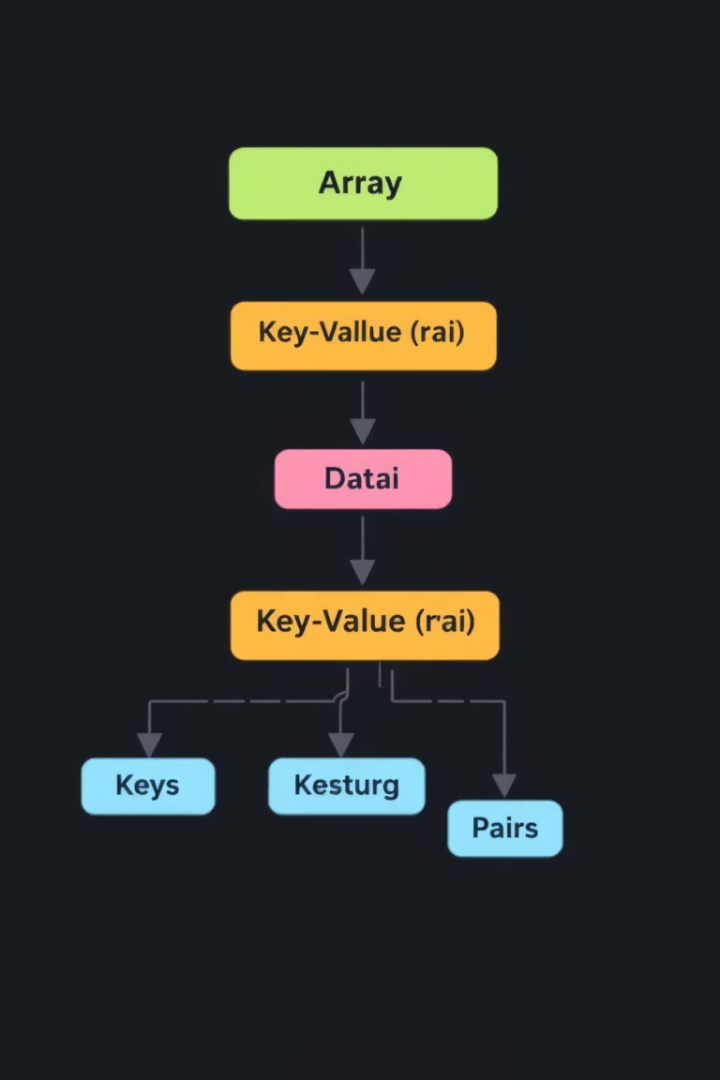 Array
Key-Vallue (rai)
Datai
Key-Value (rai)
Keys
Kesturg
Pairs